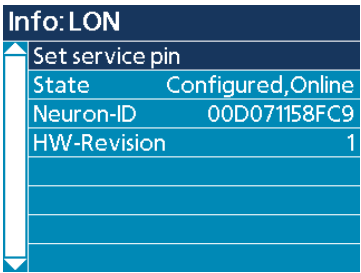 Info: LON
Set service pin
State Configured,Online
Neuron-ID 00D071158FC9
HW-Revision 1